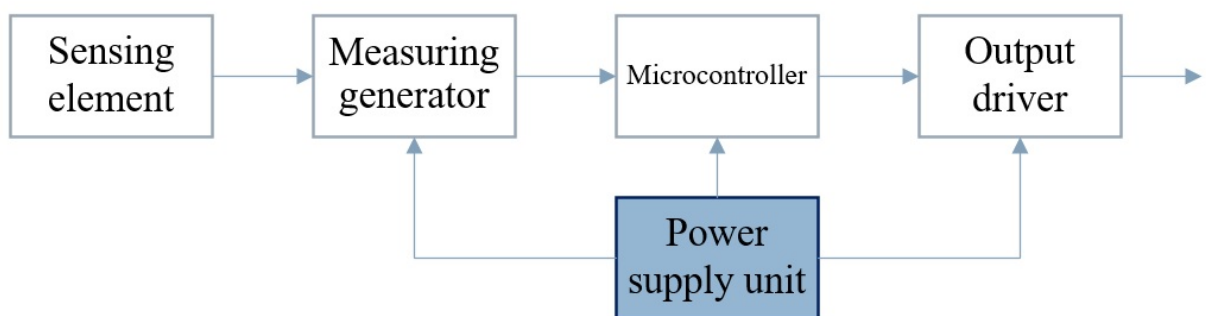 Sensing
element
Measuring
generator
Microcontroller
Output
driver
Power
supply unit